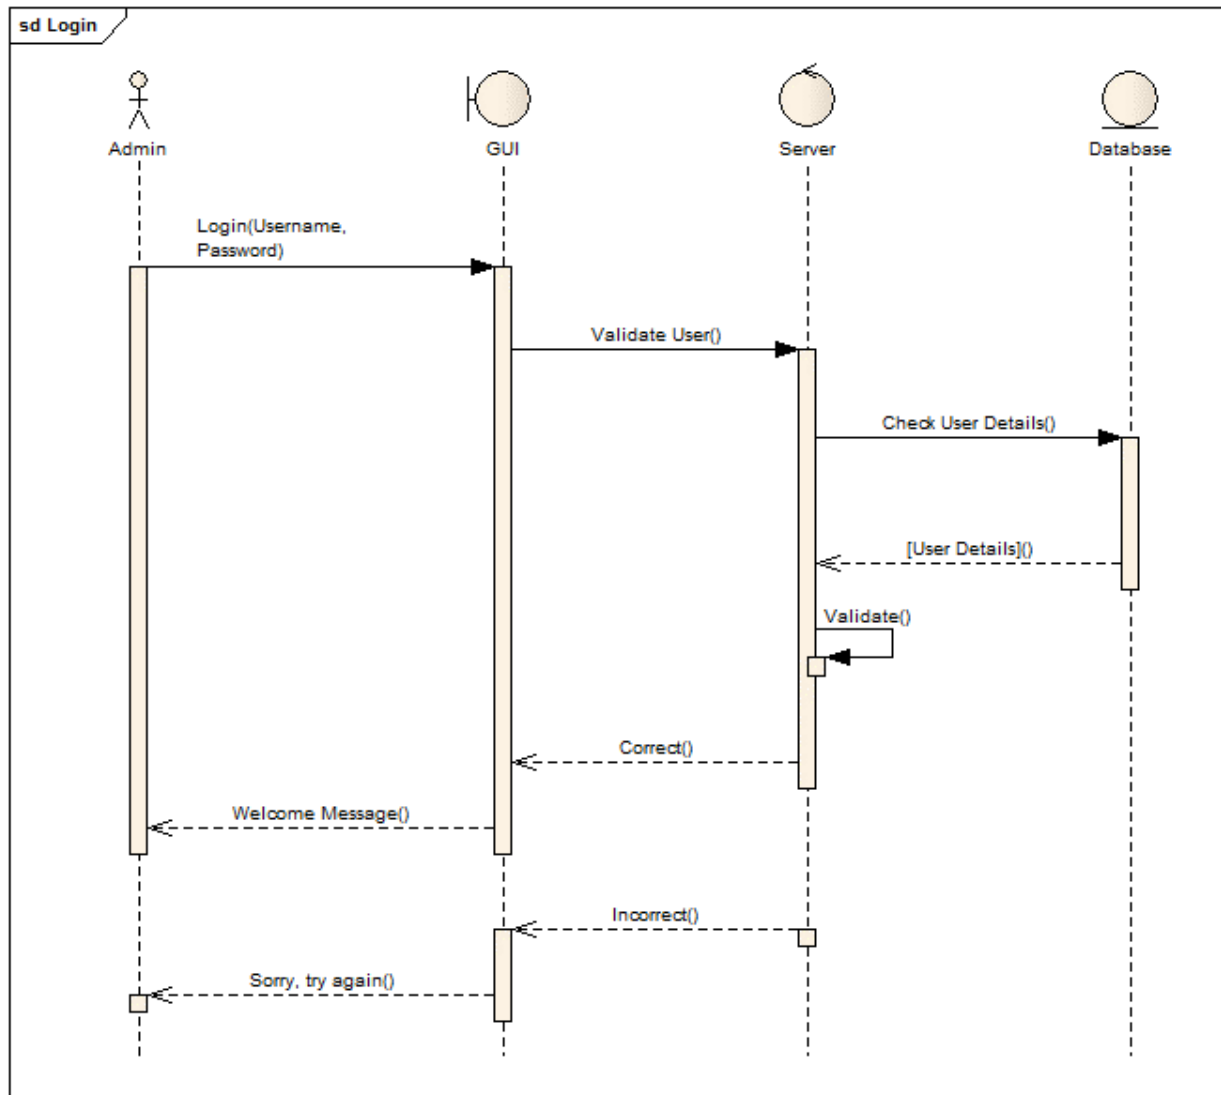 sd Login
Admin
GUI
Server
Database
Login(Username,
Password)
Validate User()
Check User Details()
[User Details]()
Validate()
Correct()
Welcome Message()
Incorrect()
Sorry, try again()